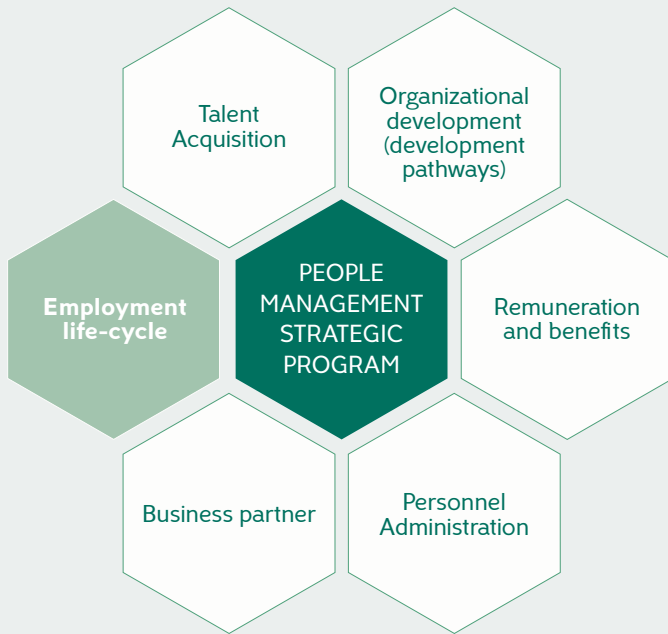 Talent
Acquisition
Organizational
development
(development
pathways)
Employment
life-cycle
PEOPLE
MANAGEMENT
STRATEGIC
PROGRAM
Remuneration
and benefits
Business partner
Personnel
Administration